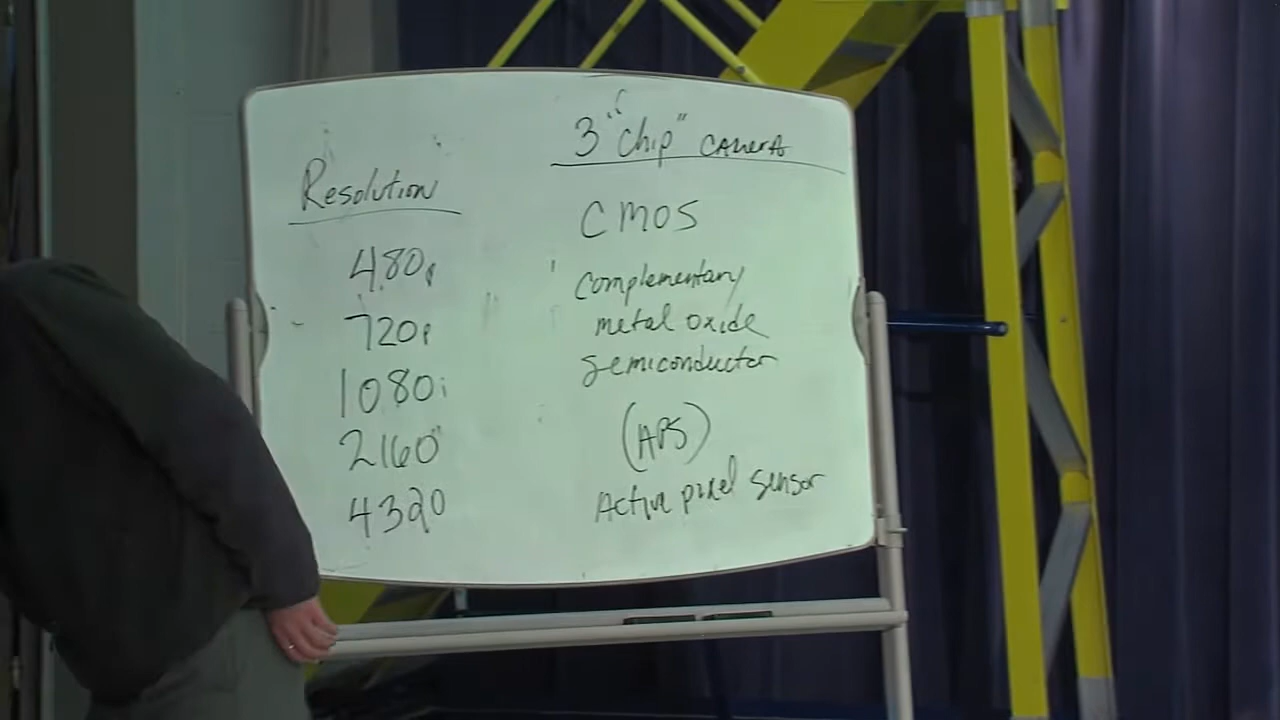 Resolution
480p
720p
1080i
2160
4320
3 "chip" CAMERA
CMOS
complementary
metal oxide
semiconductor
(APS)
Active pixel sensor